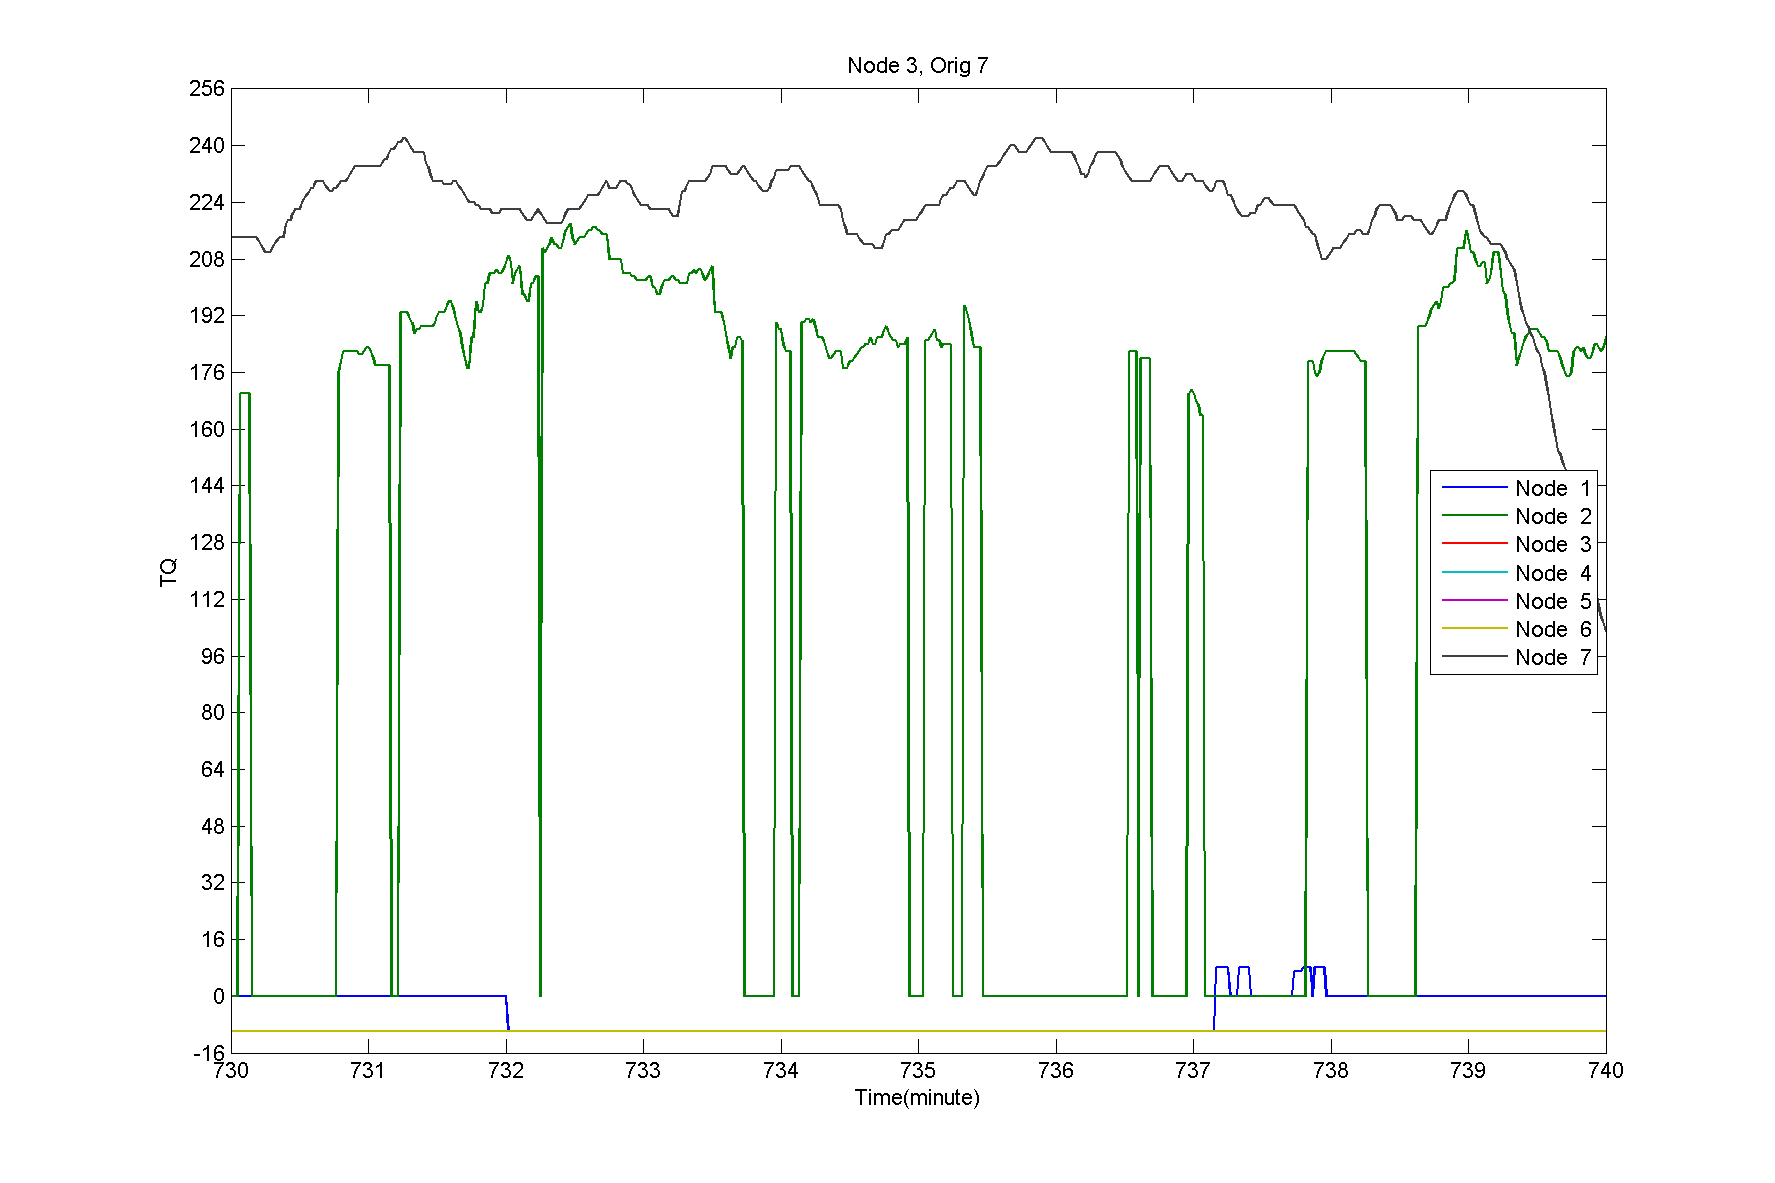 Node 3, Orig 7
256
240
224
208
192
176
160
144
128
112
96
80
64
48
32
16
0
-16
TQ
730 731 732 733 734 735 736 737 738 739 740
Time(minute)
Node 1
Node 2
Node 3
Node 4
Node 5
Node 6
Node 7